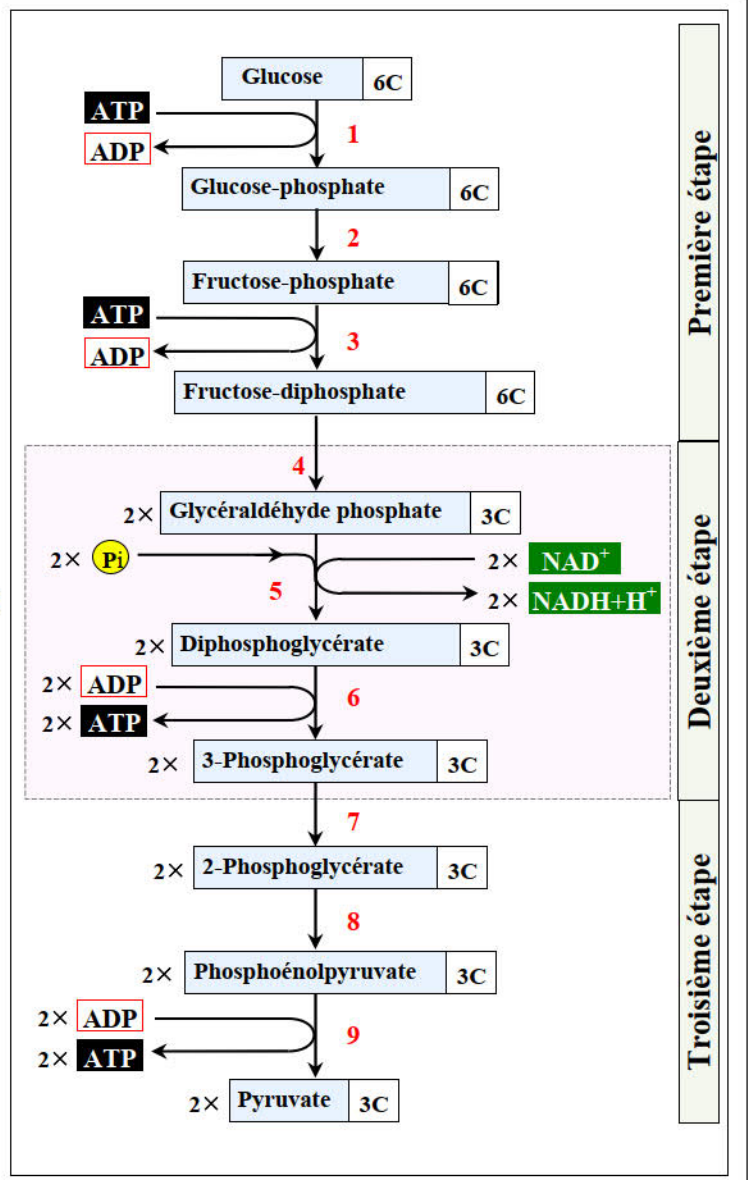 Glucose 6C
ATP
ADP
1
Glucose-phosphate 6C
2
Fructose-phosphate 6C
ATP
ADP
3
Fructose-diphosphate 6C
Première étape
4
2× Glycéraldéhyde phosphate 3C
2× Pi
2× NAD⁺
5
2× NADH+H⁺
2× Diphosphoglycérate 3C
2× ADP
2× ATP
6
2× 3-Phosphoglycérate 3C
Deuxième étape
7
2× 2-Phosphoglycérate 3C
8
2× Phosphoénolpyruvate 3C
2× ADP
2× ATP
9
2× Pyruvate 3C
Troisième étape